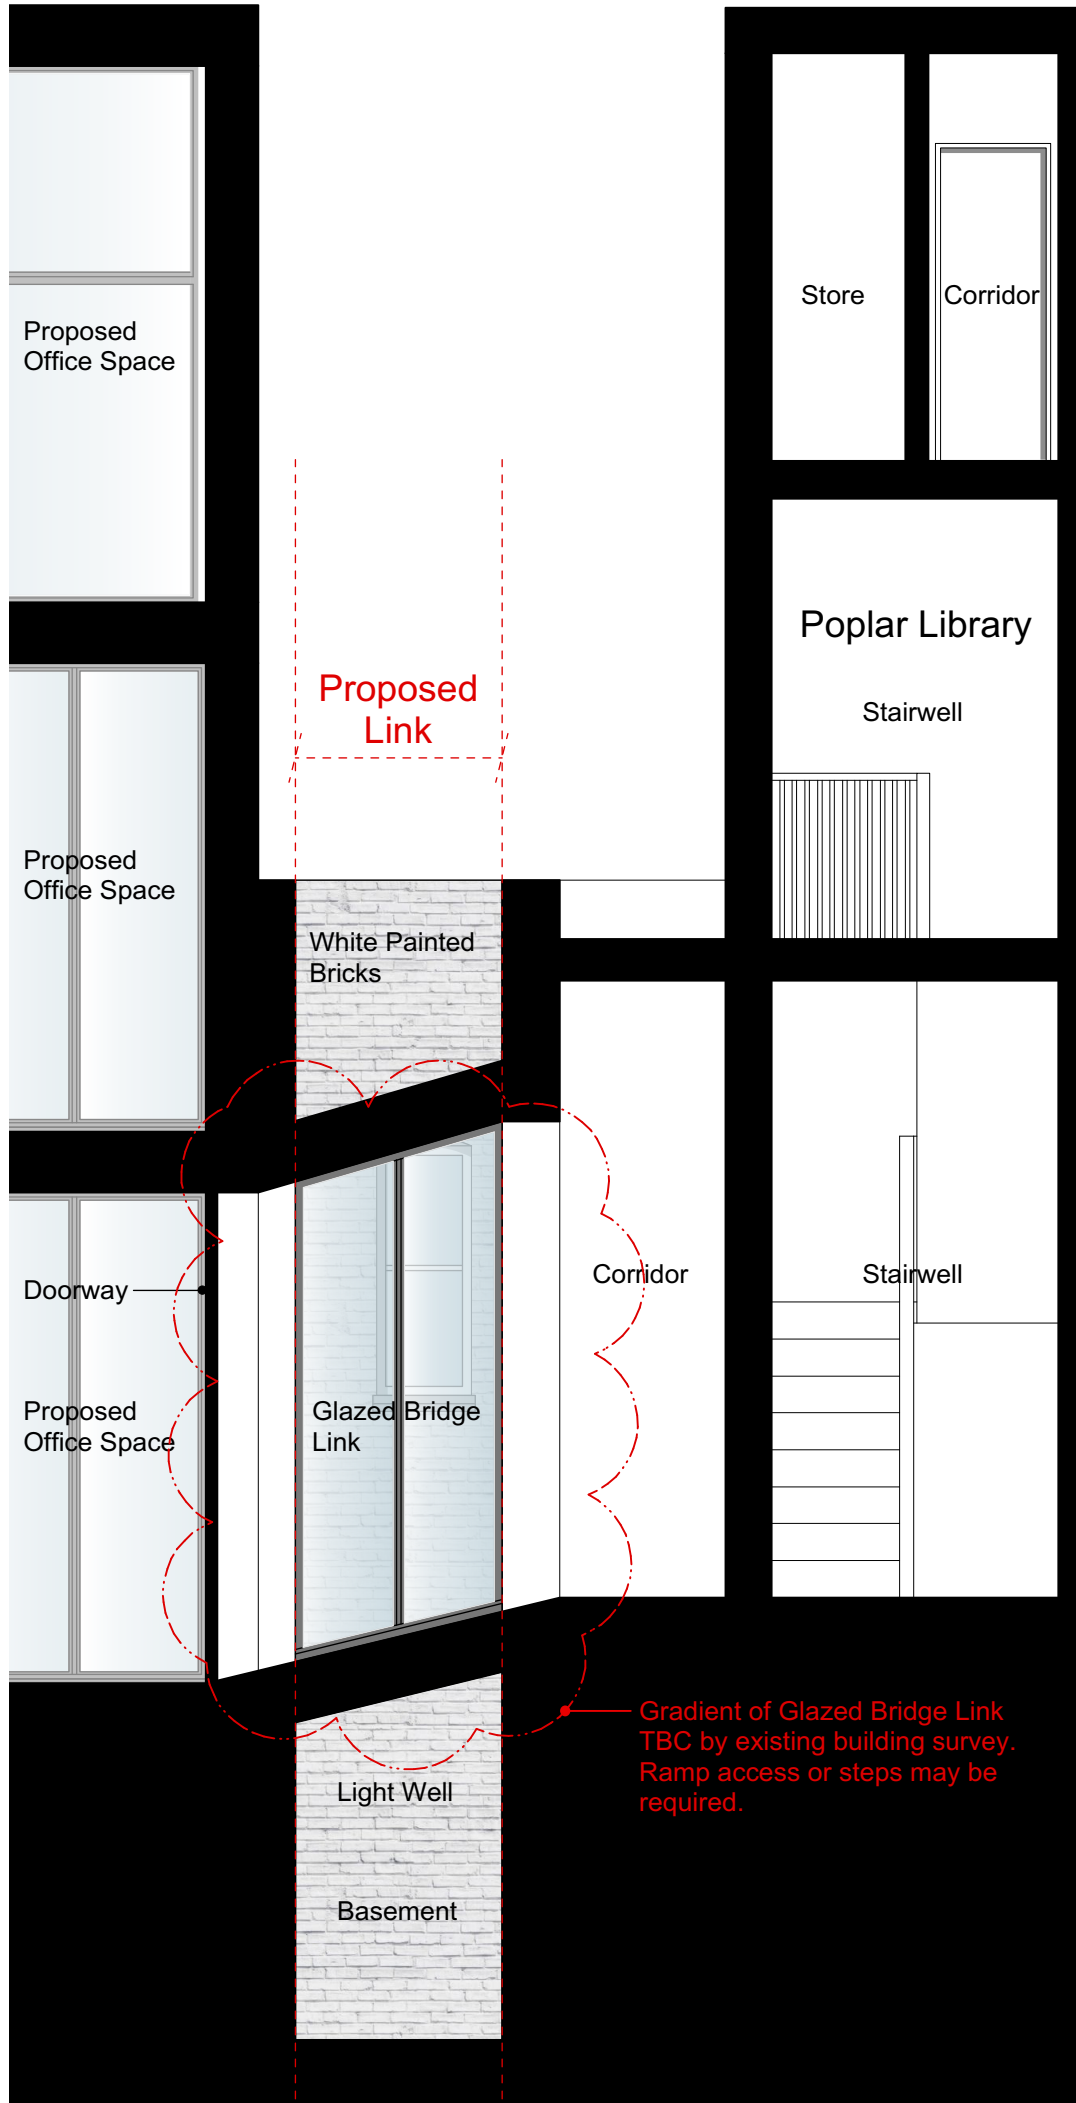 Store
Corridor
Proposed
Office Space
Poplar Library
Proposed
Link
Stairwell
Proposed
Office Space
White Painted
Bricks
Corridor
Stairwell
Doorway
Proposed
Office Space
Glazed Bridge
Link
Gradient of Glazed Bridge Link
TBC by existing building survey.
Ramp access or steps may be
required.
Light Well
Basement